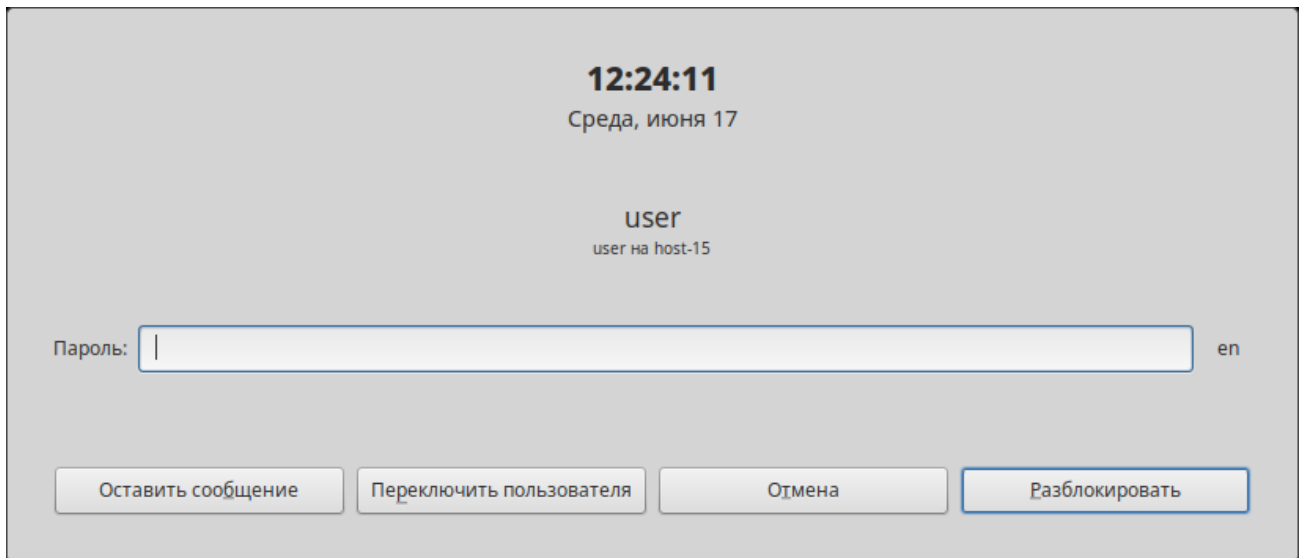 12:24:11
Среда, июня 17
user
user на host-15
Пароль:
en
Оставить сообщение
Переключить пользователя
Отмена
Разблокировать